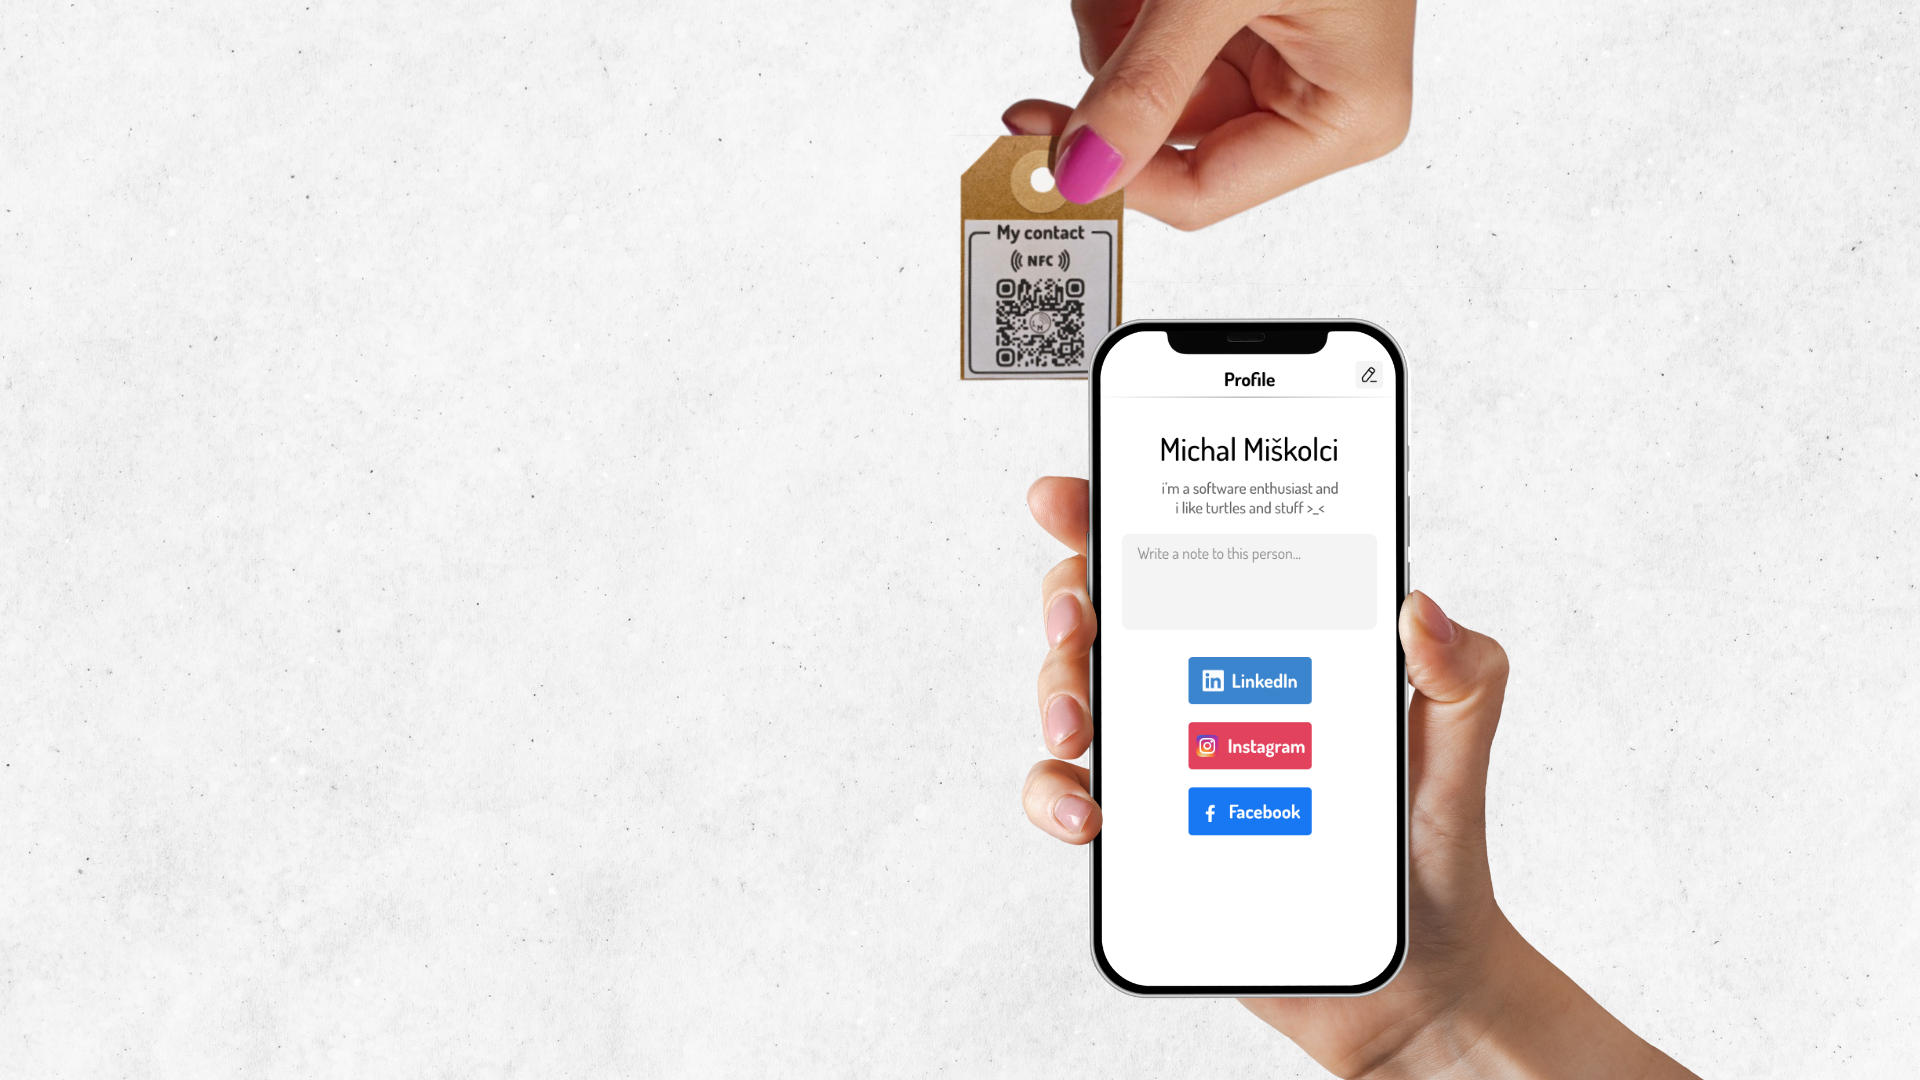 My contact
NFC
Profile
Michal Miškolci
i'm a software enthusiast and
i like turtles and stuff >_<
Write a note to this person...
LinkedIn
Instagram
Facebook